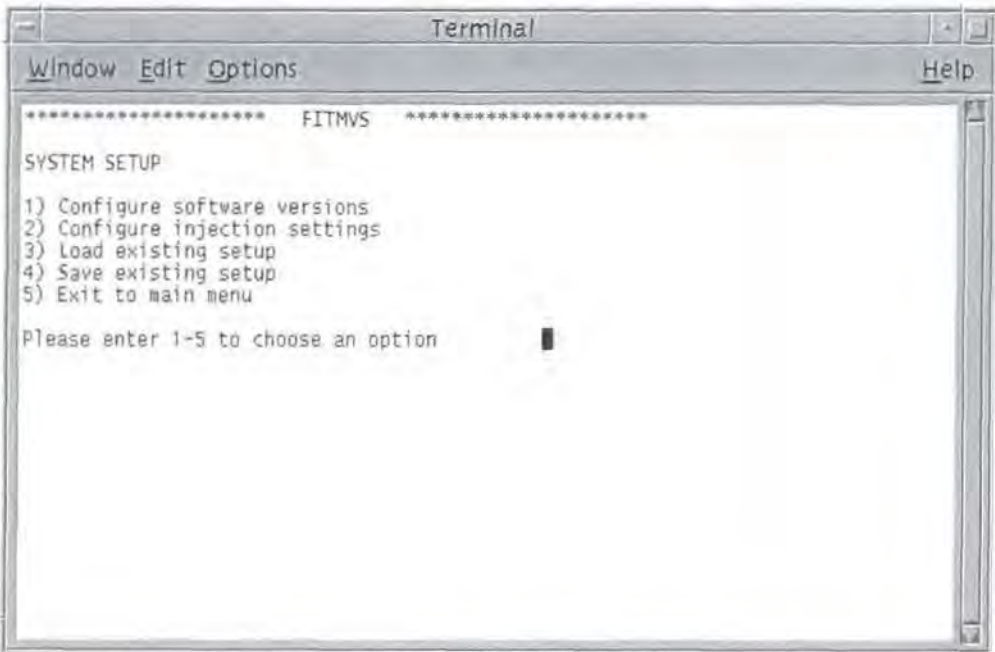 Terminal
Window Edit Options Help
********************* FITMVS *********************
SYSTEM SETUP
1) Configure software versions
2) Configure injection settings
3) Load existing setup
4) Save existing setup
5) Exit to main menu
Please enter 1-5 to choose an option